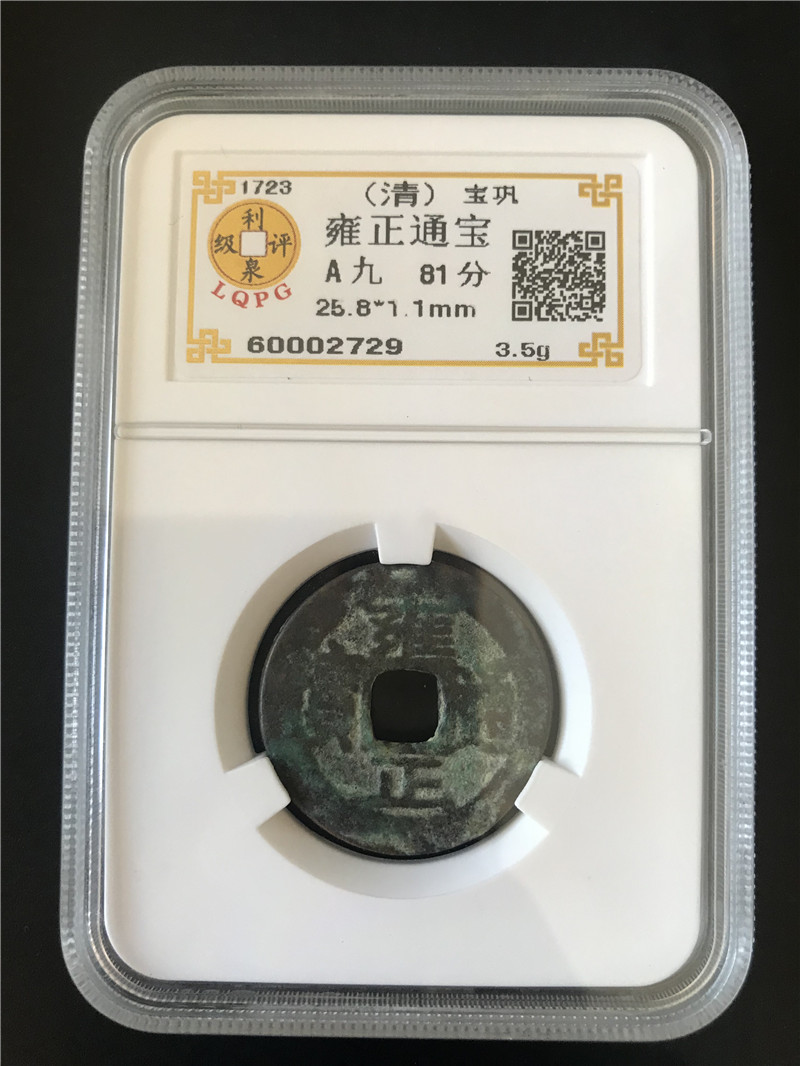 1723
(清) 宝巩
利泉评级
LQPG
雍正通宝
A九 81分
25.8*1.1mm
60002729
3.5g
雍正